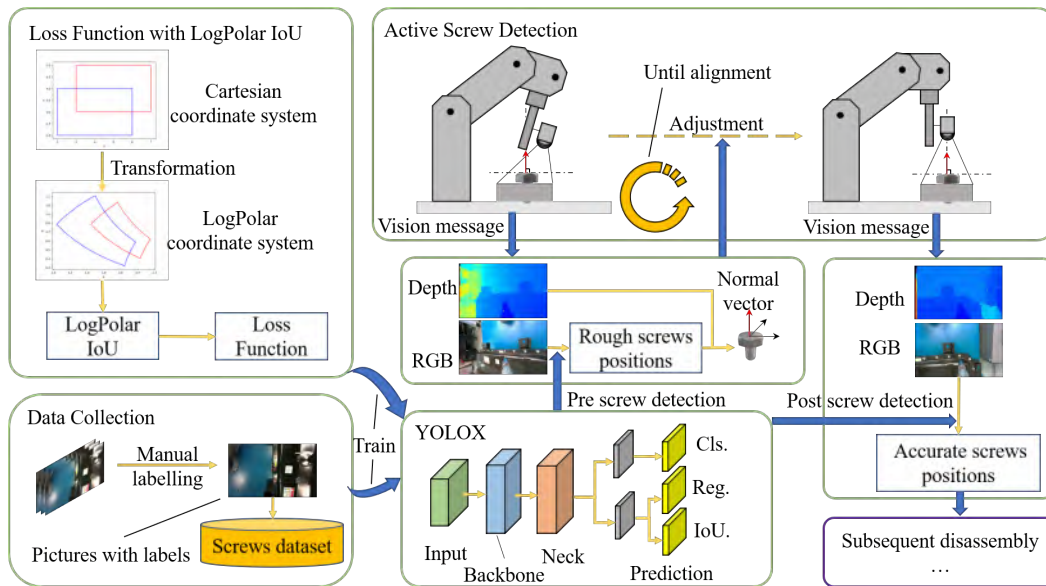 Loss Function with LogPolar IoU
Cartesian
coordinate system
Transformation
LogPolar
coordinate system
LogPolar
IoU
Loss
Function
Data Collection
Manual
labelling
Pictures with labels
Screws dataset
Train
Active Screw Detection
Until alignment
Adjustment
Vision message
Vision message
Depth
RGB
Rough screws
positions
Normal
vector
Pre screw detection
YOLOX
Input
Backbone
Neck
Cls.
Reg.
IoU.
Prediction
Post screw detection
Depth
RGB
Accurate screws
positions
Subsequent disassembly
…